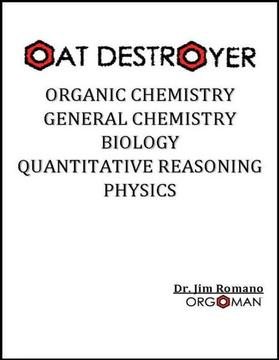 OAT DESTROYER
ORGANIC CHEMISTRY
GENERAL CHEMISTRY
BIOLOGY
QUANTITATIVE REASONING
PHYSICS
Dr. Jim Romano
ORGOMAN